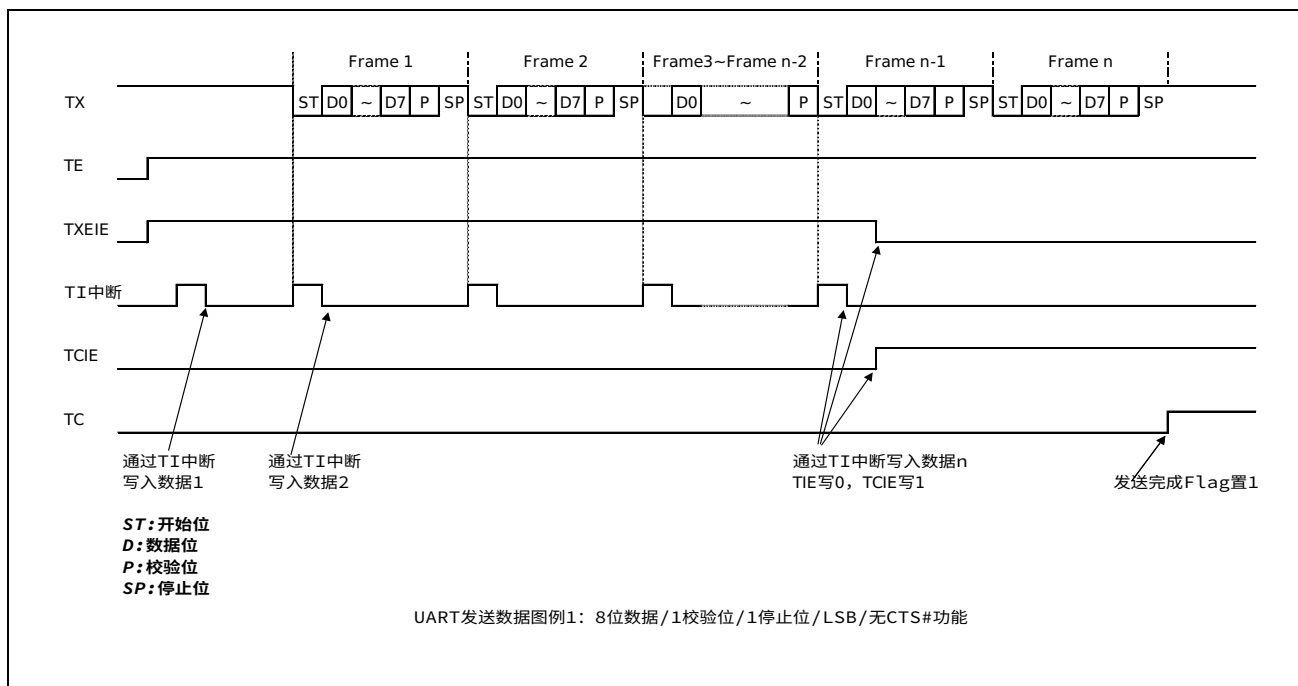 Frame 1 Frame 2 Frame3~Frame n-2 Frame n-1 Frame n
TX ST D0 ~ D7 P SP ST D0 ~ D7 P SP D0 ~ P ST D0 ~ D7 P SP ST D0 ~ D7 P SP
TE
TXEIE
TI中断
TCIE
TC
通过TI中断
写入数据1
通过TI中断
写入数据2
通过TI中断写入数据n
TIE写0，TCIE写1
发送完成Flag置1
ST:开始位
D:数据位
P:校验位
SP:停止位
UART发送数据图例1：8位数据/1校验位/1停止位/LSB/无CTS#功能